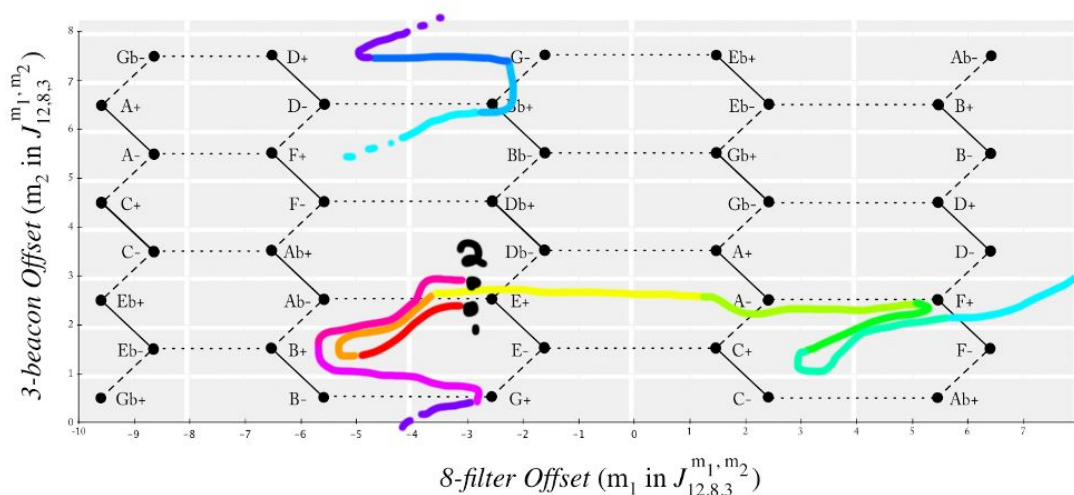 8
Gb- D+ G- Eb+ Ab-
7
A+ D- Bb+ Eb- B+
6
A- F+ Bb- Gb+ B-
5
C+ F- Db+ Gb- D+
4
C- Ab+ Db- A+ D-
3
Eb+ Ab- E+ A- F+
2
Eb- B+ E- C+ F-
1
Gb+ B- G+ C- Ab+
0
-10 -9 -8 -7 -6 -5 -4 -3 -2 -1 0 1 2 3 4 5 6 7
3-beacon Offset (m₂ in J^{m₁, m₂}_{12,8,3})
8-filter Offset (m₁ in J^{m₁, m₂}_{12,8,3})